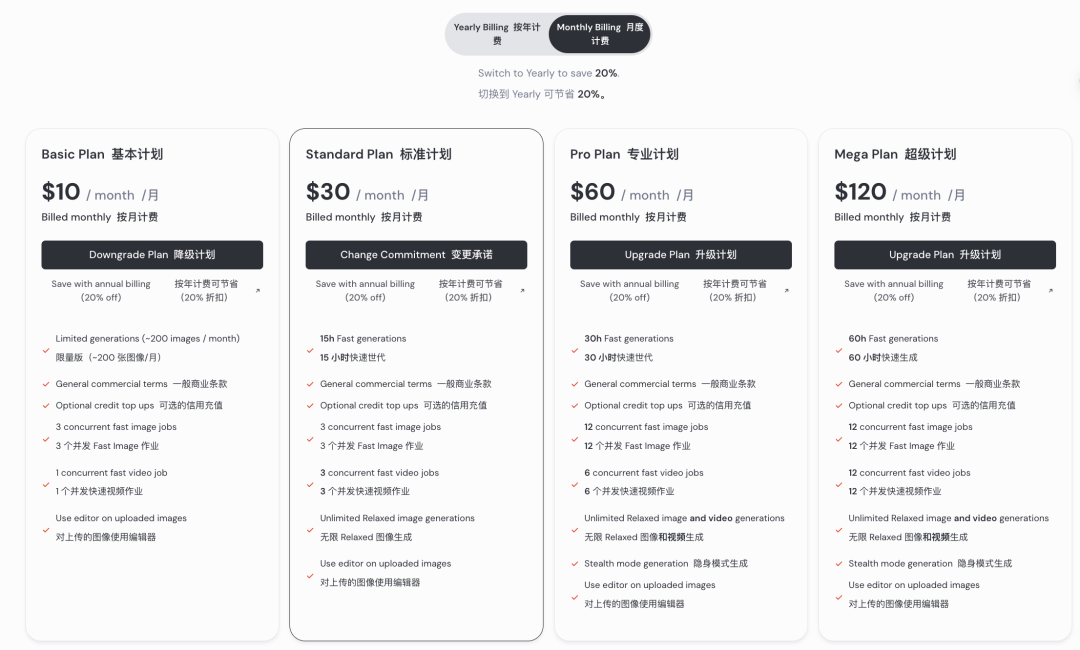 Yearly Billing 按年计
费
Monthly Billing 月度
计费
Switch to Yearly to save 20%.
切换到 Yearly 可节省 20%。
Basic Plan 基本计划
$10 / month /月
Billed monthly 按月计费
Downgrade Plan 降级计划
Save with annual billing
(20% off)
按年计费可节省
(20% 折扣)
Limited generations (~200 images / month)
限量版（~200 张图像/月）
General commercial terms 一般商业条款
Optional credit top ups 可选的信用充值
3 concurrent fast image jobs
3 个并发 Fast Image 作业
1 concurrent fast video job
1 个并发快速视频作业
Use editor on uploaded images
对上传的图像使用编辑器
Standard Plan 标准计划
$30 / month /月
Billed monthly 按月计费
Change Commitment 变更承诺
Save with annual billing
(20% off)
按年计费可节省
(20% 折扣)
15h Fast generations
15 小时快速世代
General commercial terms 一般商业条款
Optional credit top ups 可选的信用充值
3 concurrent fast image jobs
3 个并发 Fast Image 作业
3 concurrent fast video jobs
3 个并发快速视频作业
Unlimited Relaxed image generations
无限 Relaxed 图像生成
Use editor on uploaded images
对上传的图像使用编辑器
Pro Plan 专业计划
$60 / month /月
Billed monthly 按月计费
Upgrade Plan 升级计划
Save with annual billing
(20% off)
按年计费可节省
(20% 折扣)
30h Fast generations
30 小时快速世代
General commercial terms 一般商业条款
Optional credit top ups 可选的信用充值
12 concurrent fast image jobs
12 个并发 Fast Image 作业
6 concurrent fast video jobs
6 个并发快速视频作业
Unlimited Relaxed image and video generations
无限 Relaxed 图像和视频生成
Stealth mode generation 隐身模式生成
Use editor on uploaded images
对上传的图像使用编辑器
Mega Plan 超级计划
$120 / month /月
Billed monthly 按月计费
Upgrade Plan 升级计划
Save with annual billing
(20% off)
按年计费可节省
(20% 折扣)
60h Fast generations
60 小时快速生成
General commercial terms 一般商业条款
Optional credit top ups 可选的信用充值
12 concurrent fast image jobs
12 个并发 Fast Image 作业
12 concurrent fast video jobs
12 个并发快速视频作业
Unlimited Relaxed image and video generations
无限 Relaxed 图像和视频生成
Stealth mode generation 隐身模式生成
Use editor on uploaded images
对上传的图像使用编辑器